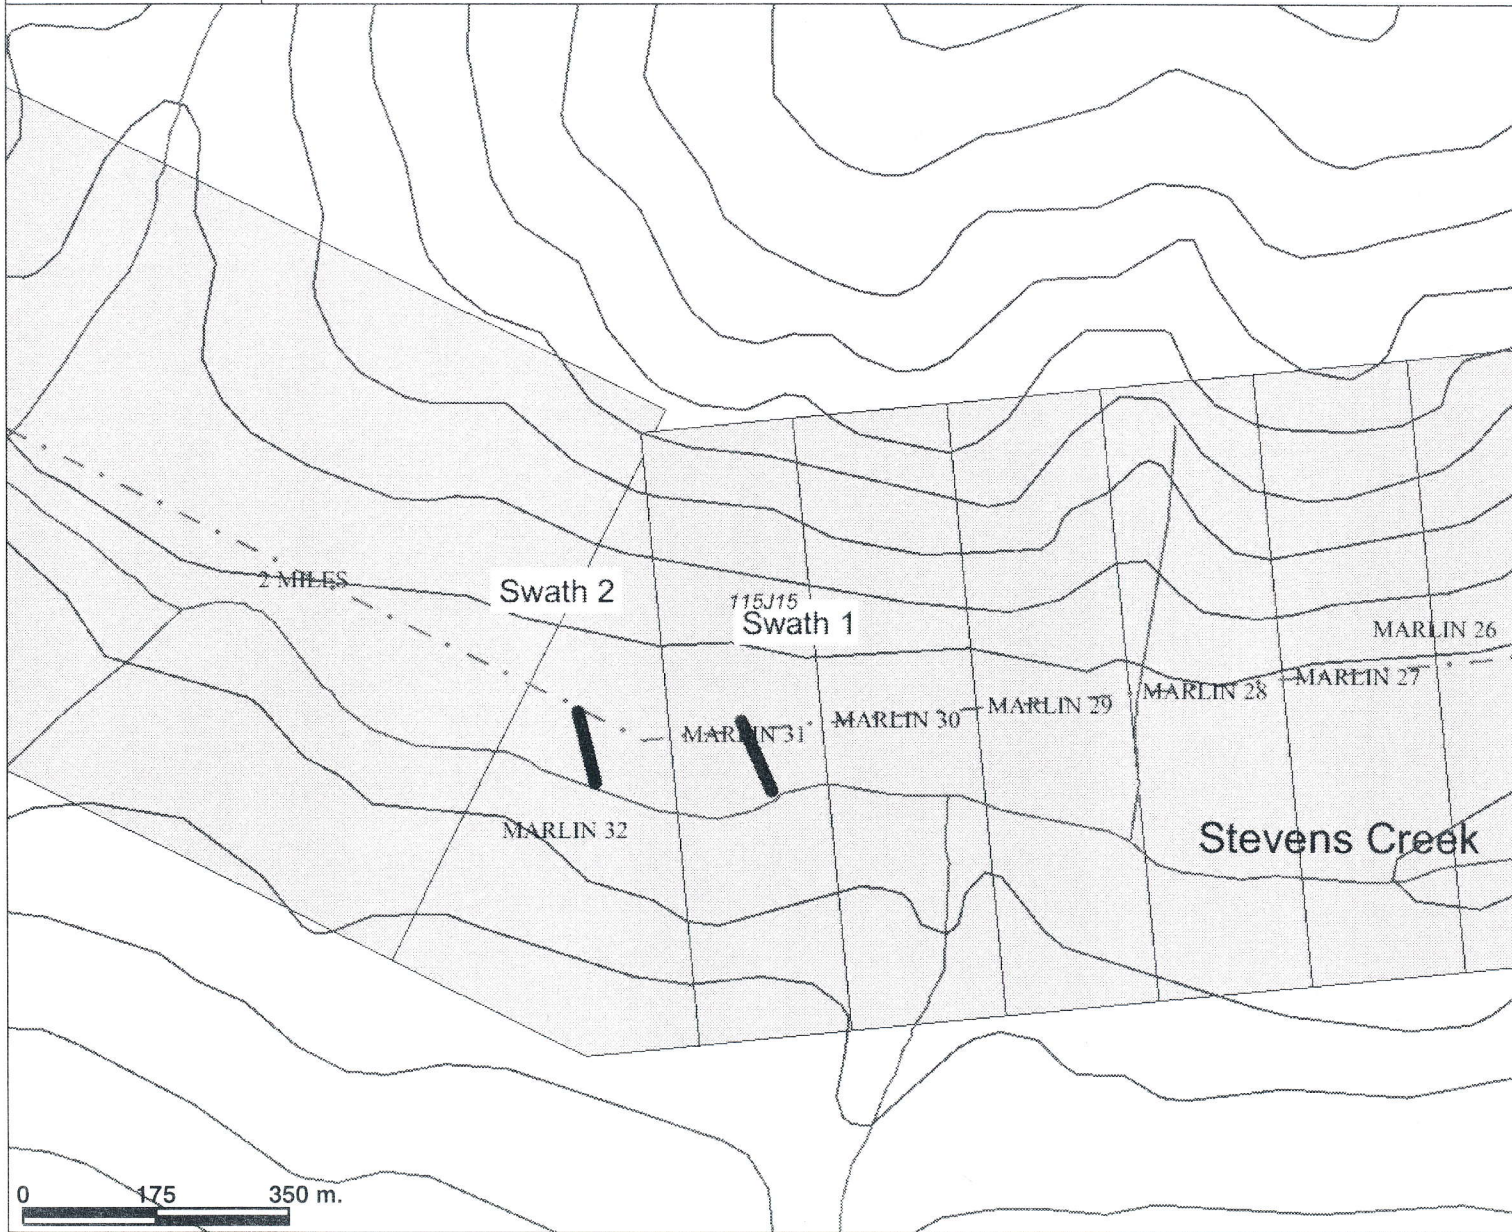 2 MILES
Swath 2
115J15
Swath 1
MARLIN 26
MARLIN 27
MARLIN 28
MARLIN 29
MARLIN 30
MARLIN 31
MARLIN 32
Stevens Creek
0 175 350 m.